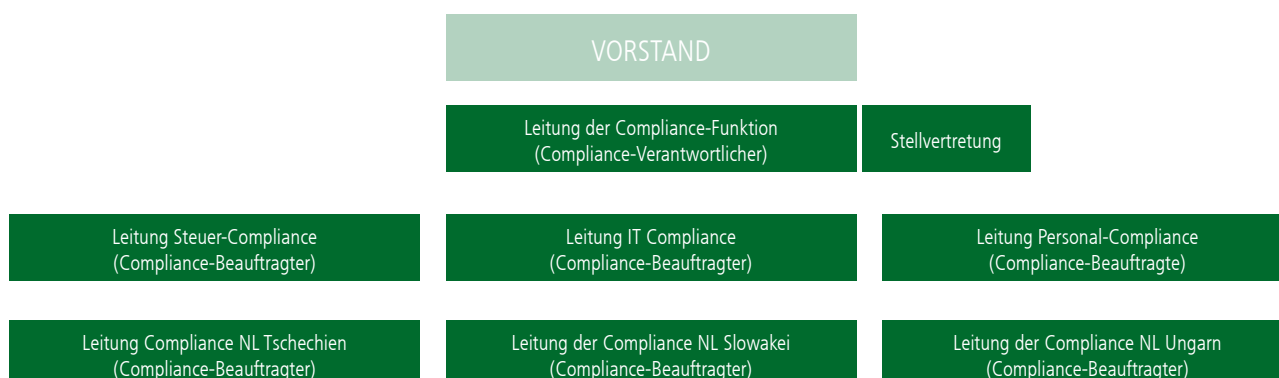 VORSTAND
Leitung der Compliance-Funktion
(Compliance-Verantwortlicher)
Stellvertretung
Leitung Steuer-Compliance
(Compliance-Beauftragter)
Leitung IT Compliance
(Compliance-Beauftragter)
Leitung Personal-Compliance
(Compliance-Beauftragte)
Leitung Compliance NL Tschechien
(Compliance-Beauftragter)
Leitung der Compliance NL Slowakei
(Compliance-Beauftragter)
Leitung der Compliance NL Ungarn
(Compliance-Beauftragter)